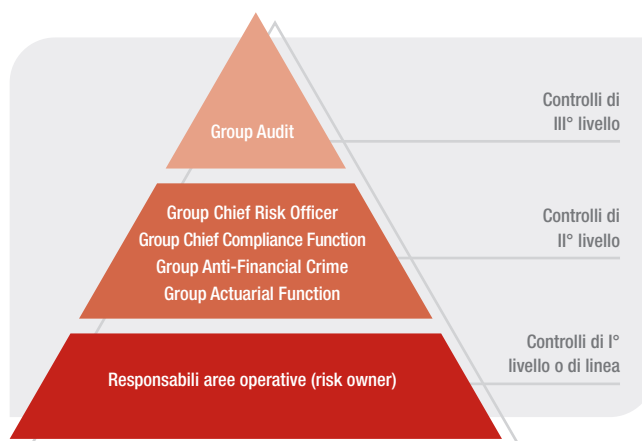 Group Audit
Controlli di
III° livello
Group Chief Risk Officer
Group Chief Compliance Function
Group Anti-Financial Crime
Group Actuarial Function
Controlli di
II° livello
Responsabili aree operative (risk owner)
Controlli di I°
livello o di linea